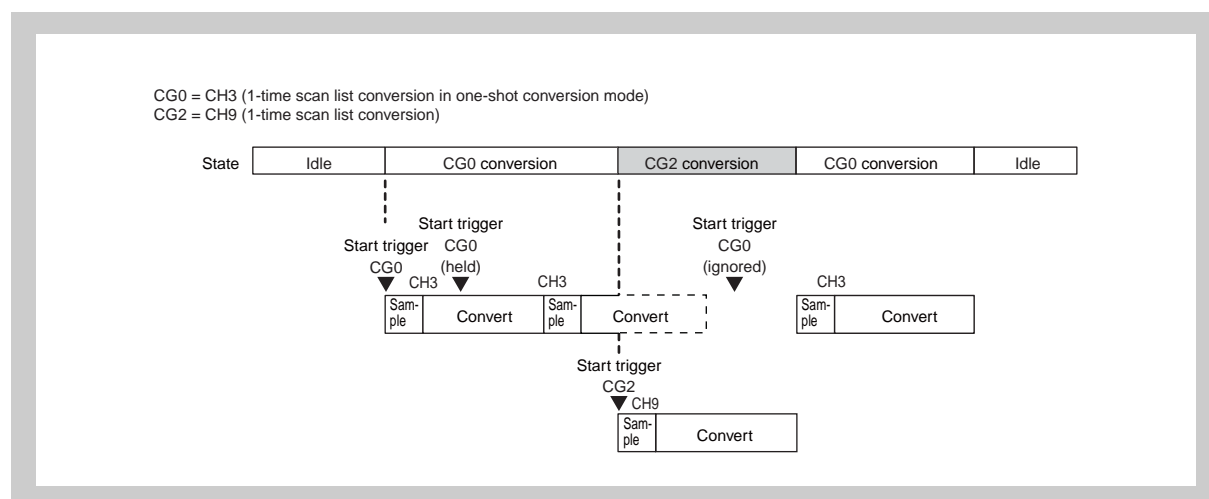 CG0 = CH3 (1-time scan list conversion in one-shot conversion mode)
CG2 = CH9 (1-time scan list conversion)
State
Idle
CG0 conversion
CG2 conversion
CG0 conversion
Idle
Start trigger
CG0
Start trigger
CG0
(held)
Start trigger
CG0
(ignored)
CH3
CH3
CH3
Sam-
ple
Convert
Sam-
ple
Convert
Sam-
ple
Convert
Start trigger
CG2
CH9
Sam-
ple
Convert